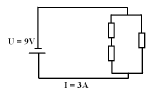 U = 9V
I = 3A